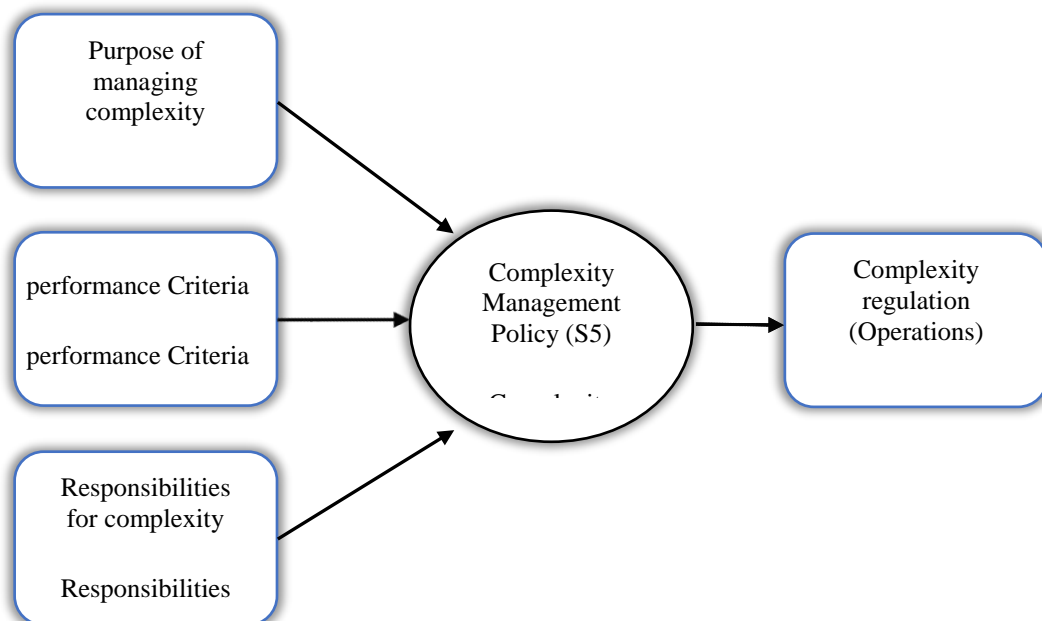 Purpose of
managing
complexity
performance Criteria
performance Criteria
Responsibilities
for complexity
Responsibilities
Complexity
Management
Policy (S5)
Complexity
regulation
(Operations)